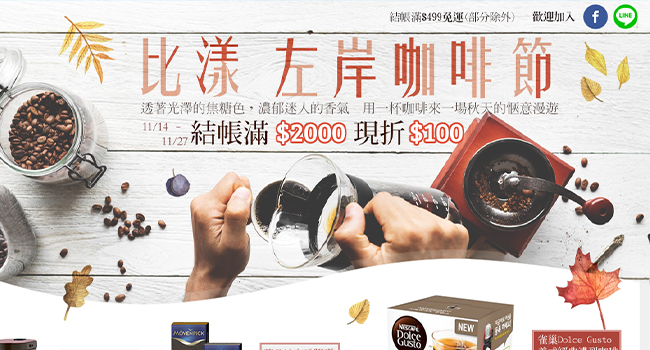 結帳滿$499免運(部分除外) 歡迎加入 f LINE
比漾 左岸咖啡節
透著光澤的焦糖色，濃郁迷人的香氣 用一杯咖啡來一場秋天的愜意漫遊
11/14 -
11/27 結帳滿 $2000 現折 $100
MÖVENPICK
NESCAFÉ
Dolce
Gusto
NEW
雀巢Dolce Gusto